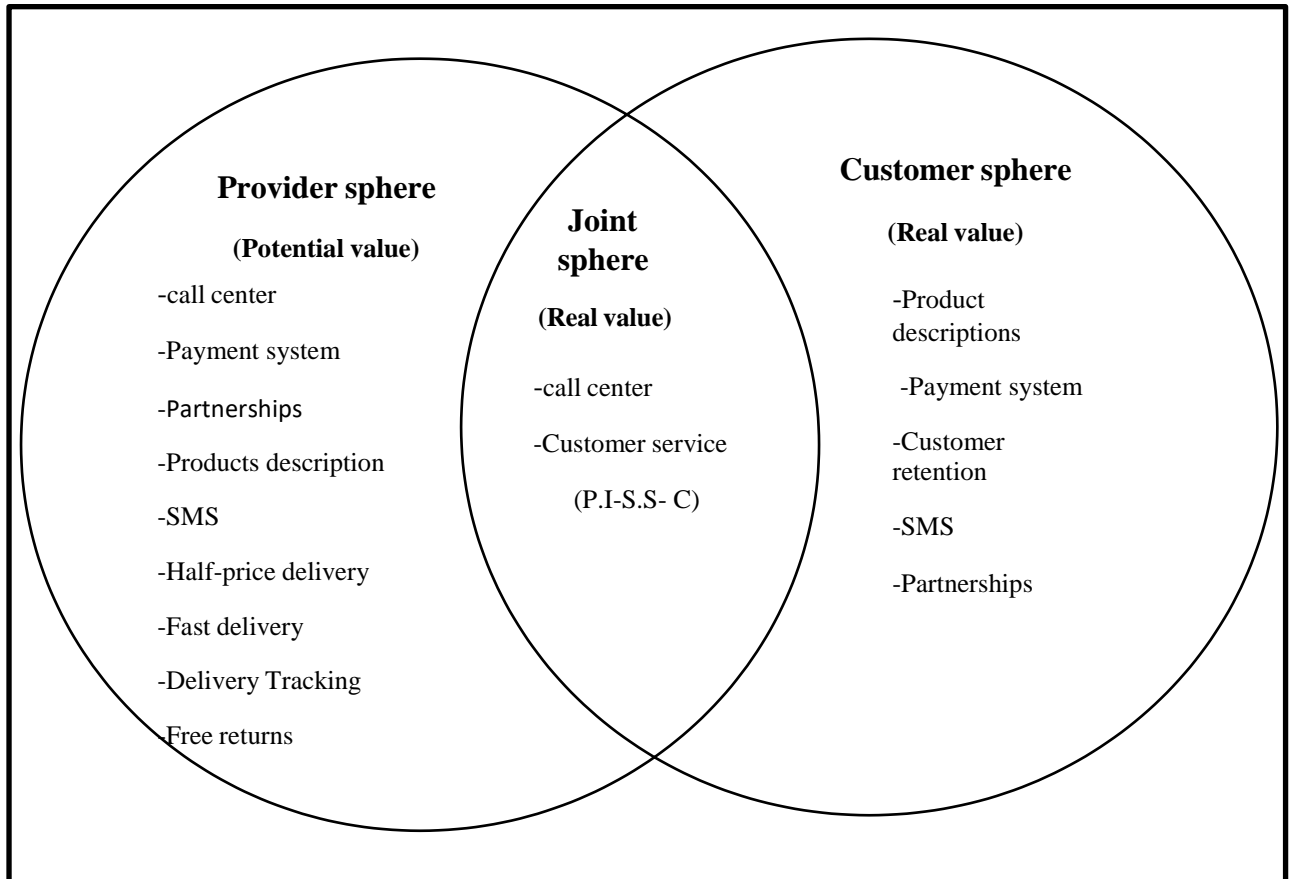 Provider sphere
(Potential value)
-call center
-Payment system
-Partnerships
-Products description
-SMS
-Half-price delivery
-Fast delivery
-Delivery Tracking
-Free returns
Joint
sphere
(Real value)
-call center
-Customer service
(P.I-S.S- C)
Customer sphere
(Real value)
-Product
descriptions
-Payment system
-Customer
retention
-SMS
-Partnerships